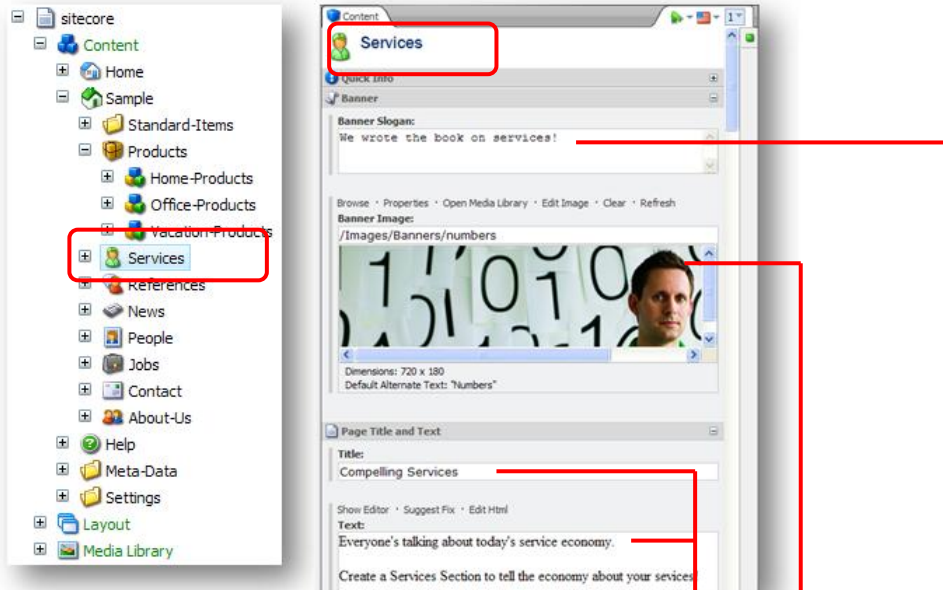 sitecore
Content
Home
Sample
Standard-Items
Products
Home-Products
Office-Products
Vacation-Products
Services
References
News
People
Jobs
Contact
About-Us
Help
Meta-Data
Settings
Layout
Media Library
Content
1
Services
Quick Info
Banner
Banner Slogan:
We wrote the book on services!
Browse · Properties · Open Media Library · Edit Image · Clear · Refresh
Banner Image:
/Images/Banners/numbers
Dimensions: 720 x 180
Default Alternate Text: "Numbers"
Page Title and Text
Title:
Compelling Services
Show Editor · Suggest Fix · Edit Html
Text:
Everyone's talking about today's service economy.
Create a Services Section to tell the economy about your sevices!